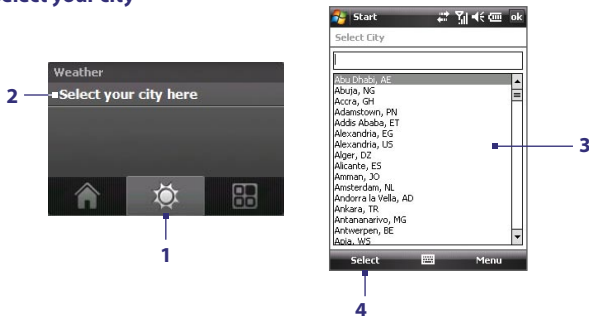 Select your city
Weather
2
Select your city here
1
Start
ok
Select City
Abu Dhabi, AE
Abuja, NG
Accra, GH
Adamstown, PN
Addis Ababa, ET
Alexandria, EG
Alexandria, US
Alger, DZ
Alicante, ES
Amman, JO
Amsterdam, NL
Andorra la Vella, AD
Ankara, TR
Antananarivo, MG
Antwerpen, BE
Apia, WS
3
Select
Menu
4